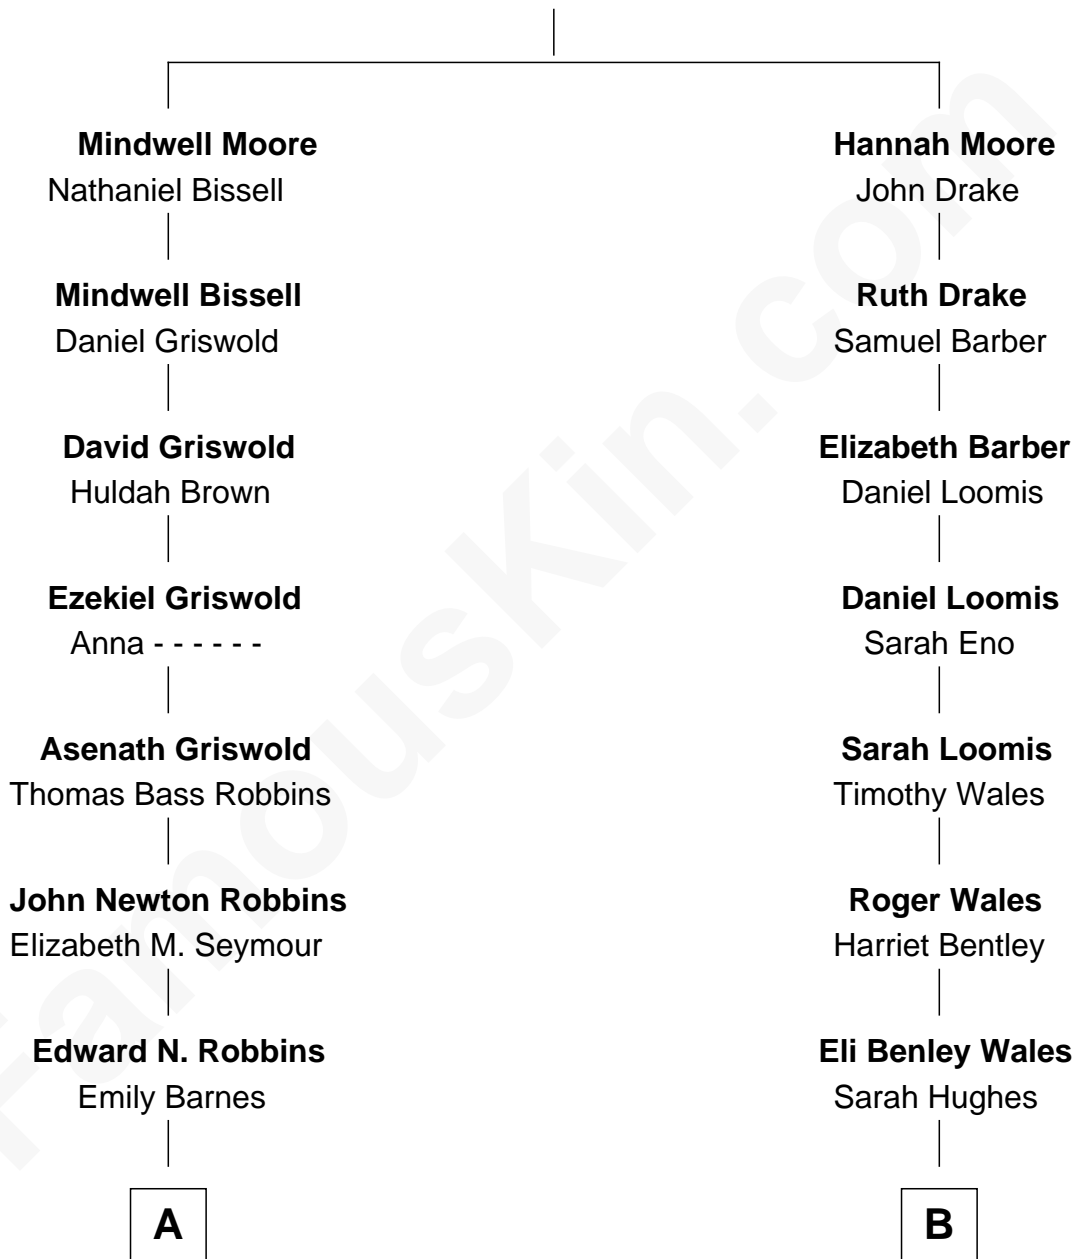 Mindwell Moore
Nathaniel Bissell
Mindwell Bissell
Daniel Griswold
David Griswold
Huldah Brown
Ezekiel Griswold
Anna - - - - - -
Asenath Griswold
Thomas Bass Robbins
John Newton Robbins
Elizabeth M. Seymour
Edward N. Robbins
Emily Barnes
A
Hannah Moore
John Drake
Ruth Drake
Samuel Barber
Elizabeth Barber
Daniel Loomis
Daniel Loomis
Sarah Eno
Sarah Loomis
Timothy Wales
Roger Wales
Harriet Bentley
Eli Benley Wales
Sarah Hughes
B
FamousKin.com